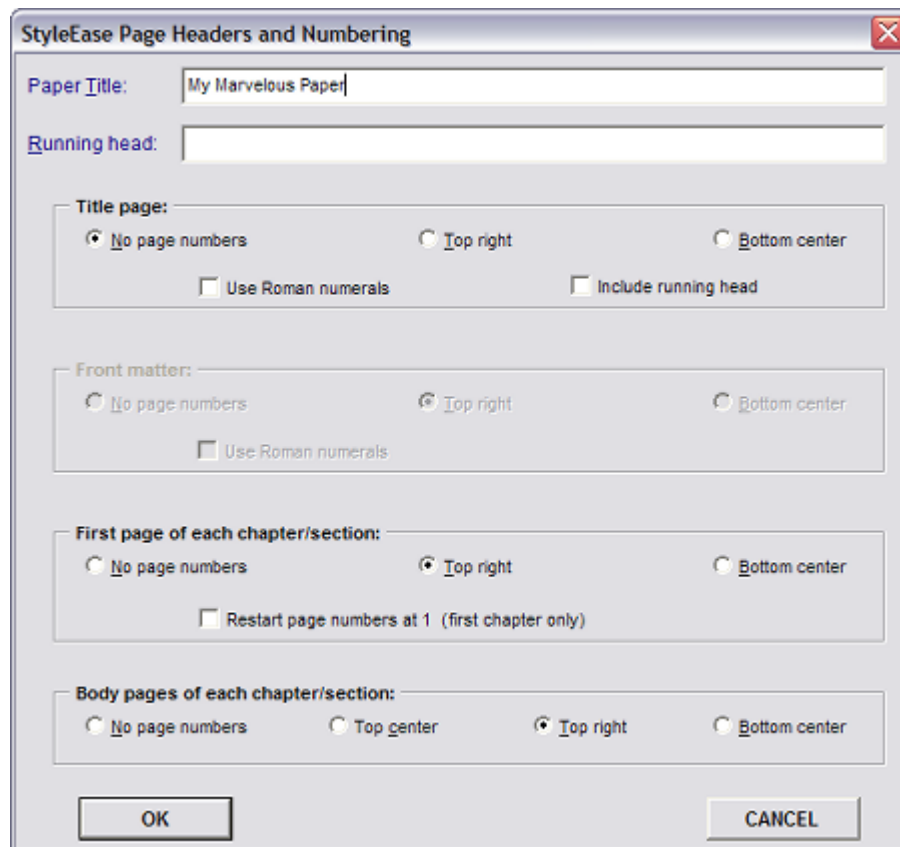 StyleEase Page Headers and Numbering
Paper Title: My Marvelous Paper
Running head:
Title page:
No page numbers Top right Bottom center
Use Roman numerals Include running head
Front matter:
No page numbers Top right Bottom center
Use Roman numerals
First page of each chapter/section:
No page numbers Top right Bottom center
Restart page numbers at 1 (first chapter only)
Body pages of each chapter/section:
No page numbers Top center Top right Bottom center
OK CANCEL